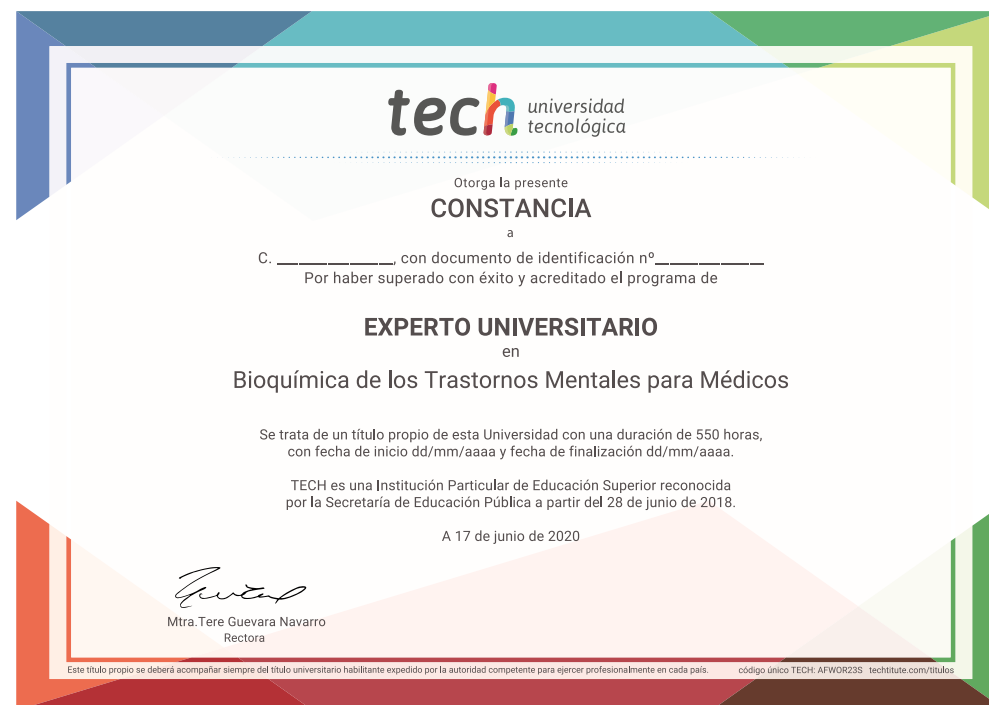 tech universidad
tecnológica
Otorga la presente
CONSTANCIA
a
C. ______________, con documento de identificación nº______________
Por haber superado con éxito y acreditado el programa de
EXPERTO UNIVERSITARIO
en
Bioquímica de los Trastornos Mentales para Médicos
Se trata de un título propio de esta Universidad con una duración de 550 horas,
con fecha de inicio dd/mm/aaaa y fecha de finalización dd/mm/aaaa.
TECH es una Institución Particular de Educación Superior reconocida
por la Secretaría de Educación Pública a partir del 28 de junio de 2018.
A 17 de junio de 2020
Mtra.Tere Guevara Navarro
Rectora
Este título propio se deberá acompañar siempre del título universitario habilitante expedido por la autoridad competente para ejercer profesionalmente en cada país. código único TECH: AFWOR23S techtitute.com/titulos